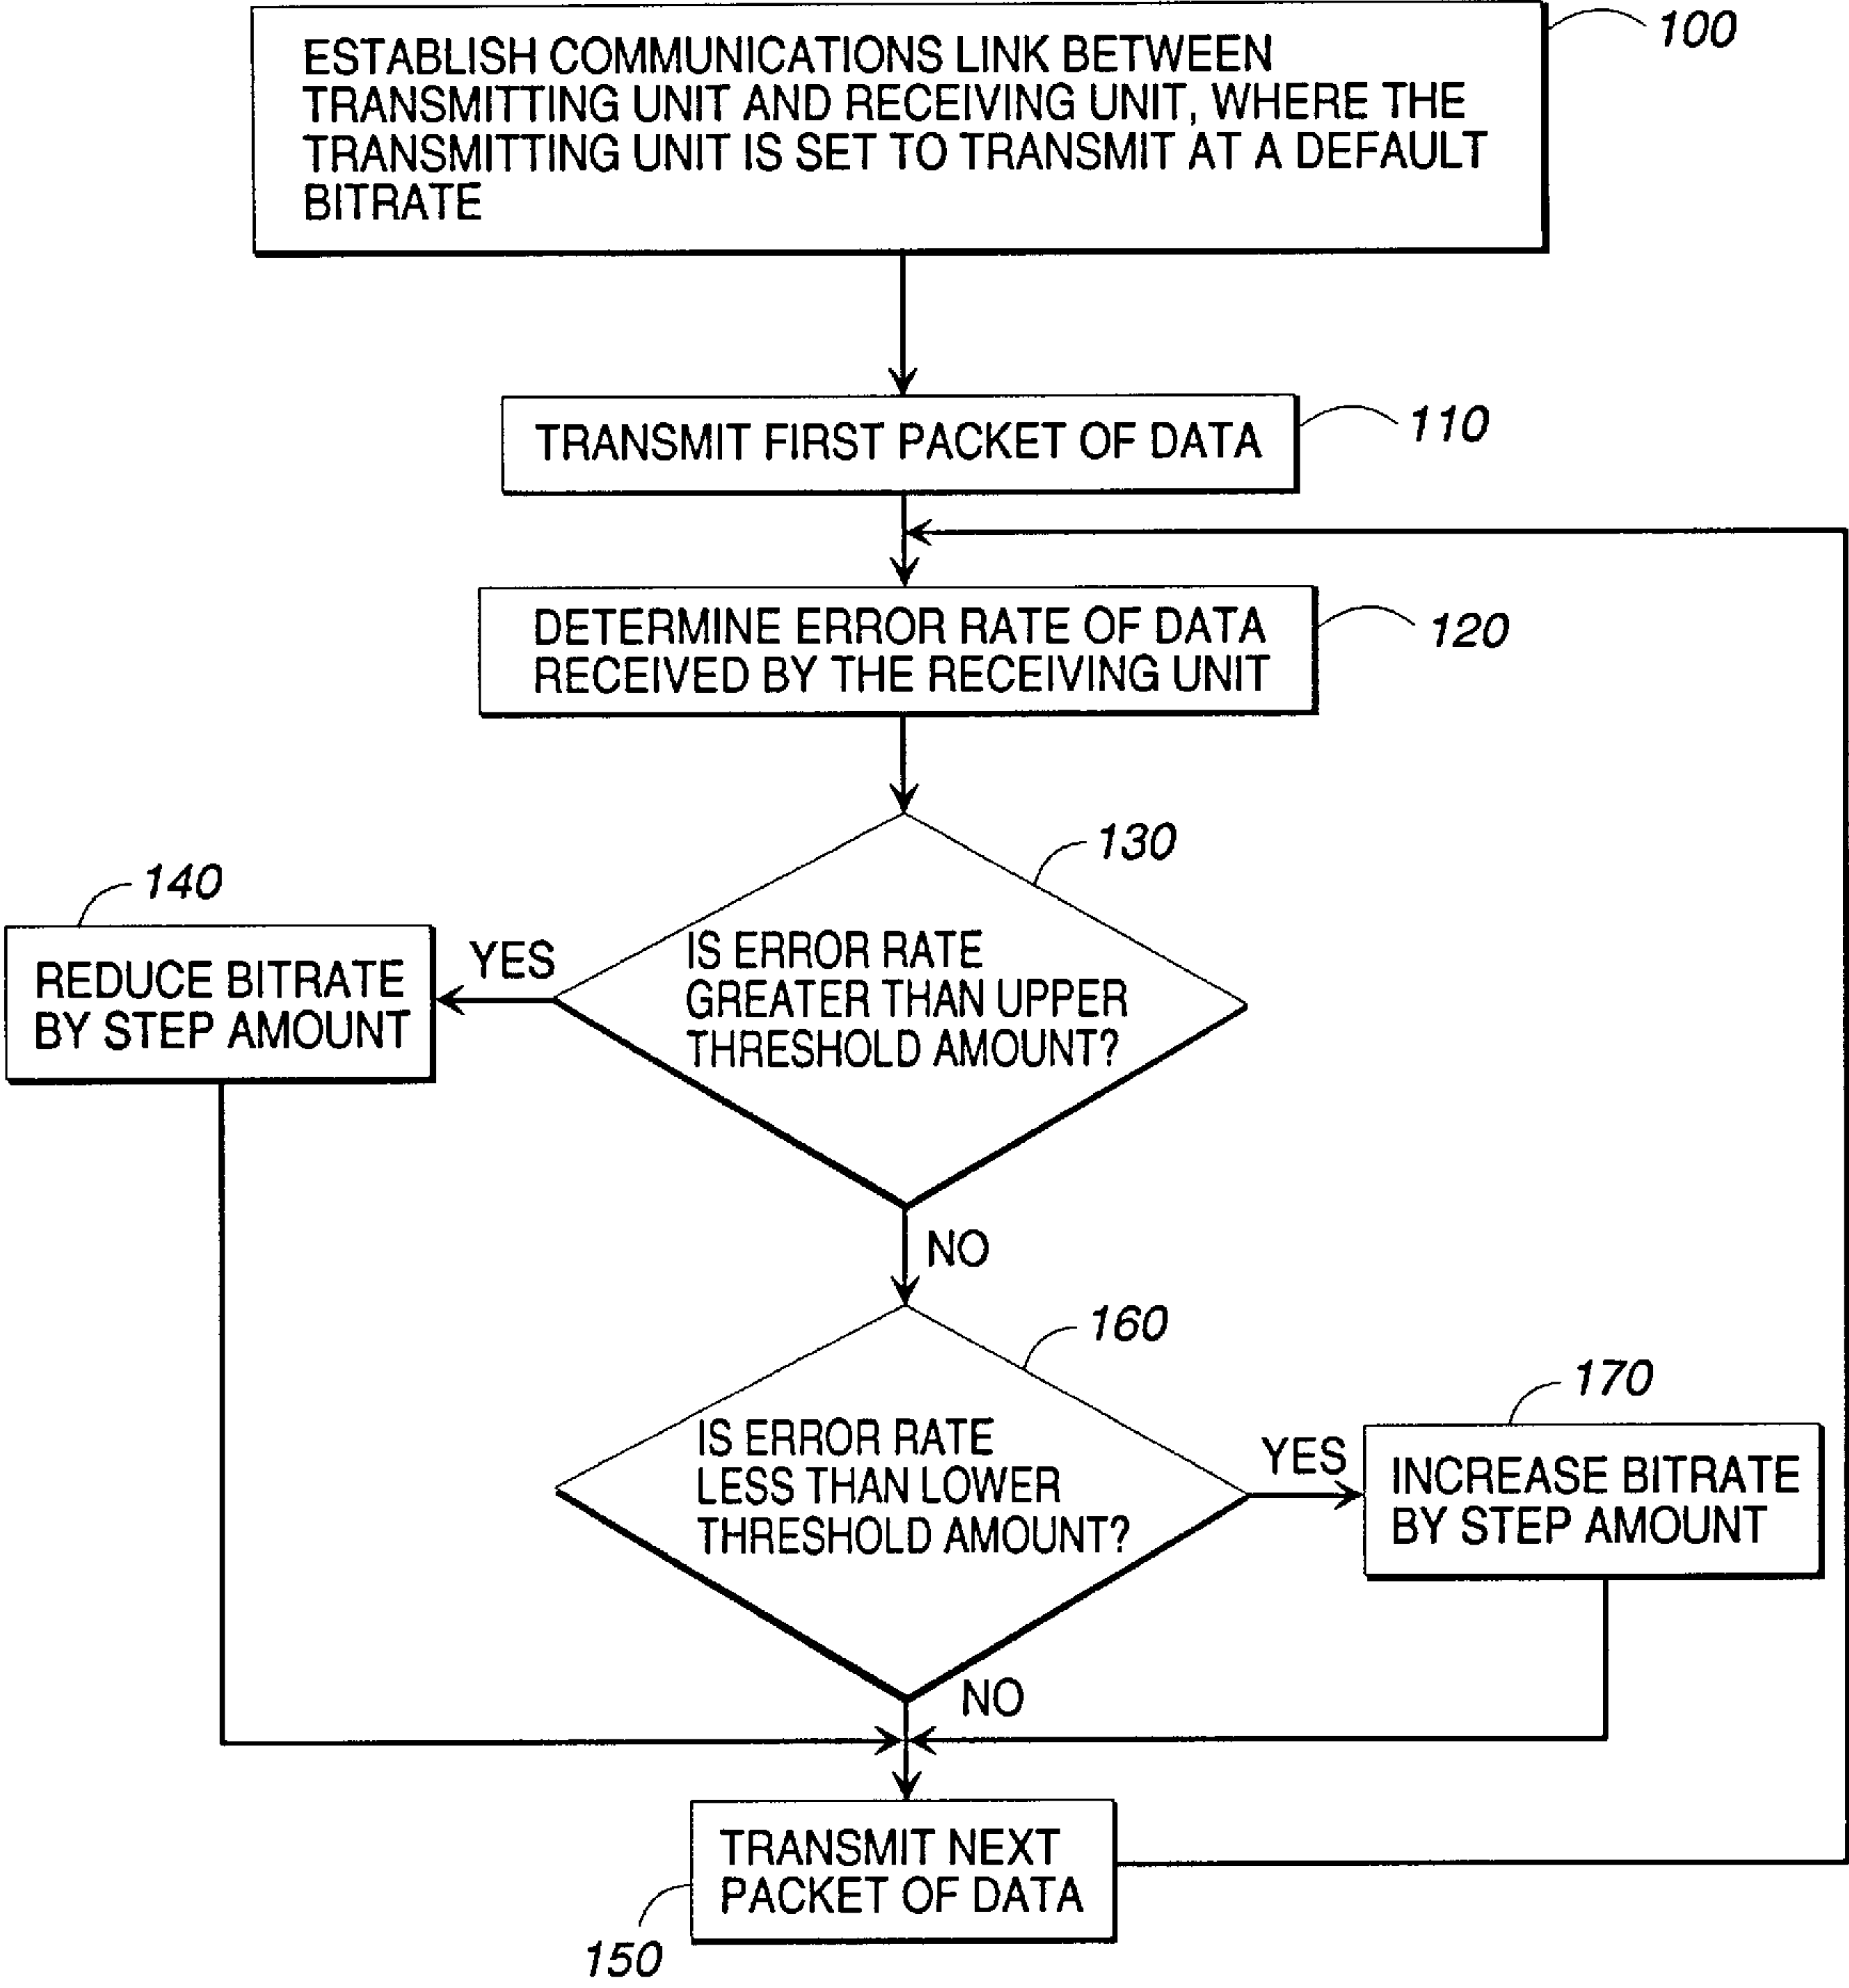 100
ESTABLISH COMMUNICATIONS LINK BETWEEN
TRANSMITTING UNIT AND RECEIVING UNIT, WHERE THE
TRANSMITTING UNIT IS SET TO TRANSMIT AT A DEFAULT
BITRATE
110
TRANSMIT FIRST PACKET OF DATA
120
DETERMINE ERROR RATE OF DATA
RECEIVED BY THE RECEIVING UNIT
130
IS ERROR RATE
GREATER THAN UPPER
THRESHOLD AMOUNT?
YES
140
REDUCE BITRATE
BY STEP AMOUNT
NO
160
IS ERROR RATE
LESS THAN LOWER
THRESHOLD AMOUNT?
YES
170
INCREASE BITRATE
BY STEP AMOUNT
NO
TRANSMIT NEXT
PACKET OF DATA
150